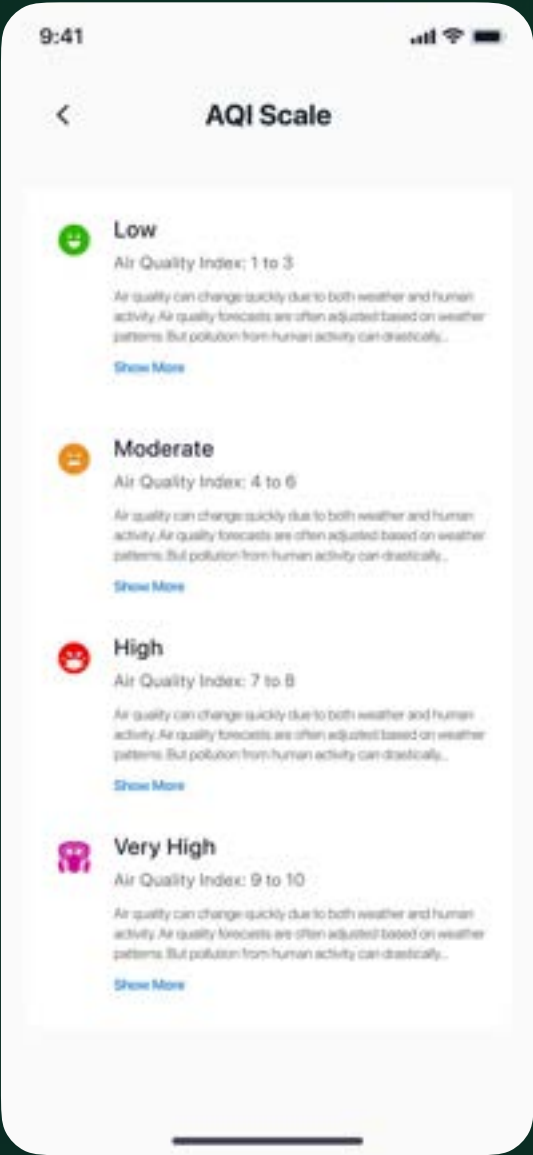 9:41
AQI Scale
Low
Air Quality Index: 1 to 3
Air quality can change quickly due to both weather and human
activity. Air quality forecasts are often adjusted based on weather
patterns. But pollution from human activity can drastically...
Show More
Moderate
Air Quality Index: 4 to 6
Air quality can change quickly due to both weather and human
activity. Air quality forecasts are often adjusted based on weather
patterns. But pollution from human activity can drastically...
Show More
High
Air Quality Index: 7 to 8
Air quality can change quickly due to both weather and human
activity. Air quality forecasts are often adjusted based on weather
patterns. But pollution from human activity can drastically...
Show More
Very High
Air Quality Index: 9 to 10
Air quality can change quickly due to both weather and human
activity. Air quality forecasts are often adjusted based on weather
patterns. But pollution from human activity can drastically...
Show More